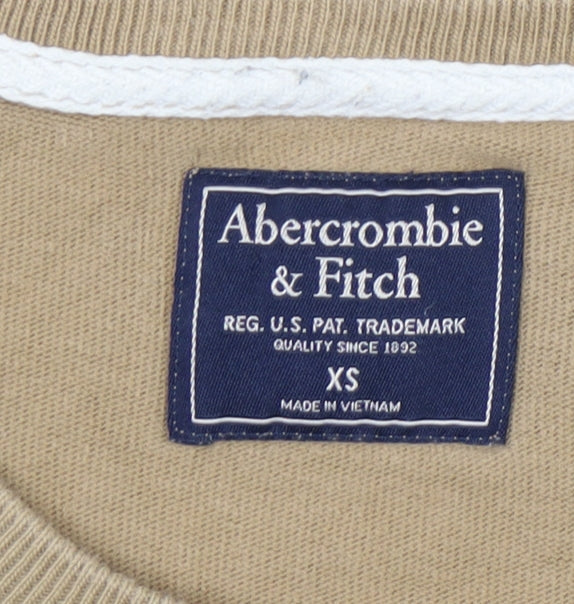 Abercrombie
& Fitch
REG. U.S. PAT. TRADEMARK
QUALITY SINCE 1892
XS
MADE IN VIETNAM